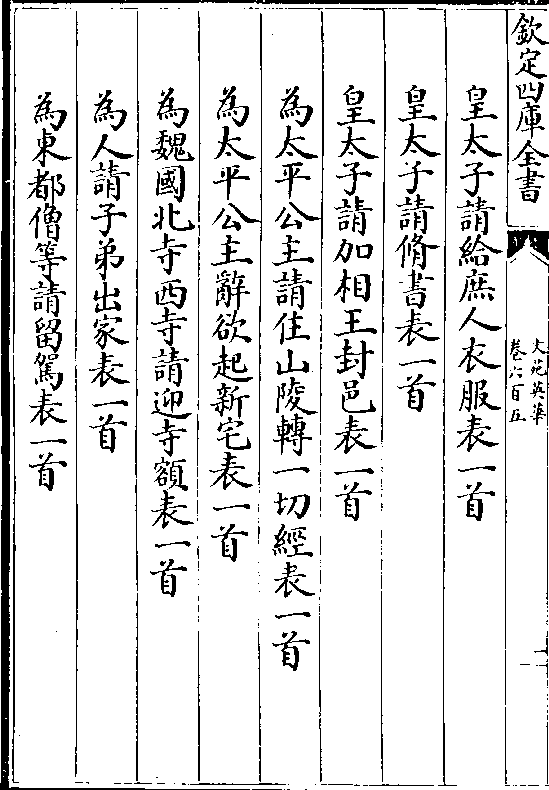 欽定四庫全書
文苑英華
卷六百五
一
皇太子請給庶人衣服表一首
皇太子請脩書表一首
皇太子請加相王封邑表一首
為太平公主請住山陵轉一切經表一首
為太平公主辭欲起新宅表一首
為魏國北寺西寺請迎寺額表一首
為人請子弟出家表一首
為東都僧等請留駕表一首